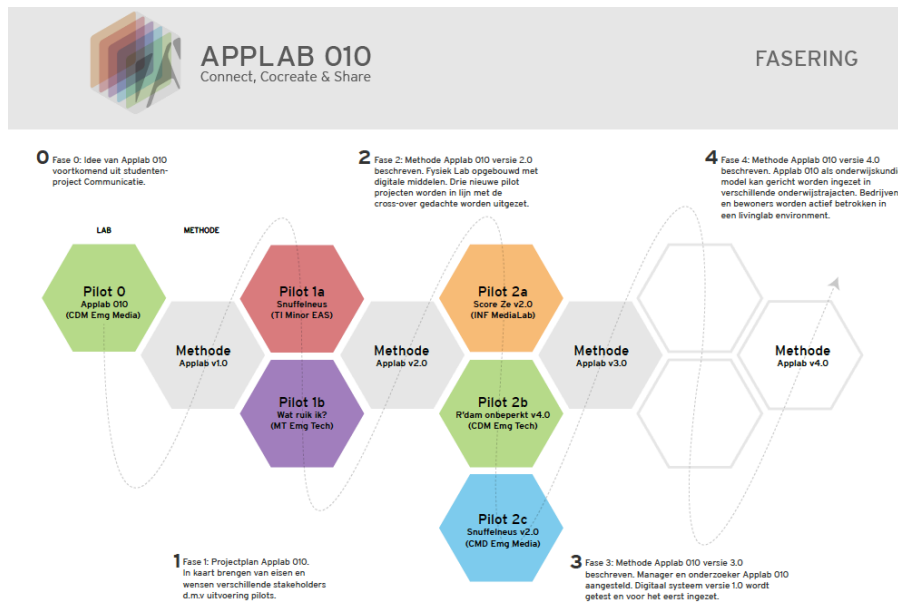 APPLAB 010
Connect, Cocreate & Share
FASERING
0 Fase 0: Idee van Applab 010
voortkomend uit studenten-
project Communicatie.
2 Fase 2: Methode Applab 010 versie 2.0
beschreven. Fysiek Lab opgebouwd met
digitale middelen. Drie nieuwe pilot
projecten worden in lijn met de
cross-over gedachte worden uitgezet.
4 Fase 4: Methode Applab 010 versie 4.0
beschreven. Applab 010 als onderwijskundi
model kan gericht worden ingezet in
verschillende onderwijstrajacten. Bedrijven
en bewoners worden actief betrokken in
een livinglab environment.
LAB METHODE
Pilot 0
Applab 010
(CDM Emg Media)
Methode
Applab v1.0
Pilot 1a
Snuffelneus
(TI Minor EAS)
Pilot 1b
Wat ruik ik?
(MT Emg Tech)
Methode
Applab v2.0
Pilot 2a
Score Ze v2.0
(INF MediaLab)
Pilot 2b
R'dam onbeperkt v4.0
(CDM Emg Tech)
Pilot 2c
Snuffelneus v2.0
(CMD Emg Media)
Methode
Applab v3.0
Methode
Applab v4.0
1 Fase 1: Projectplan Applab 010.
In kaart brengen van eisen en
wensen verschillende stakeholders
d.m.v uitvoering pilots.
3 Fase 3: Methode Applab 010 versie 3.0
beschreven. Manager en onderzoeker Applab 010
aangesteld. Digitaal systeem versie 1.0 wordt
getest en voor het eerst ingezet.